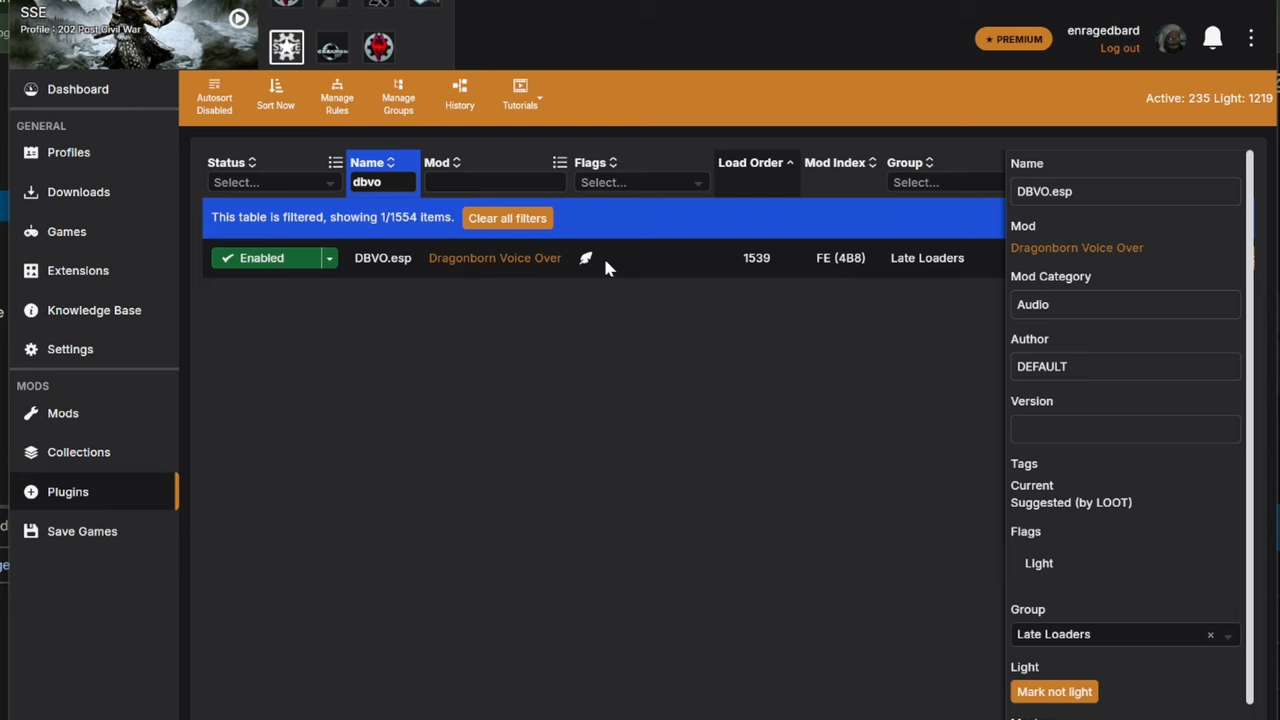 SSE
Profile : 202 Post Civil War
PREMIUM
enragedbard
Log out
Dashboard
GENERAL
Profiles
Downloads
Games
Extensions
Knowledge Base
Settings
MODS
Mods
Collections
Plugins
Save Games
Autosort
Disabled
Sort Now
Manage
Rules
Manage
Groups
History
Tutorials
Active: 235 Light: 1219
Status Name Mod Flags Load Order Mod Index Group
Select... dbvo Select... Select...
This table is filtered, showing 1/1554 items. Clear all filters
Enabled DBVO.esp Dragonborn Voice Over 1539 FE (4B8) Late Loaders
Name
DBVO.esp
Mod
Dragonborn Voice Over
Mod Category
Audio
Author
DEFAULT
Version
Tags
Current
Suggested (by LOOT)
Flags
Light
Group
Late Loaders
Light
Mark not light